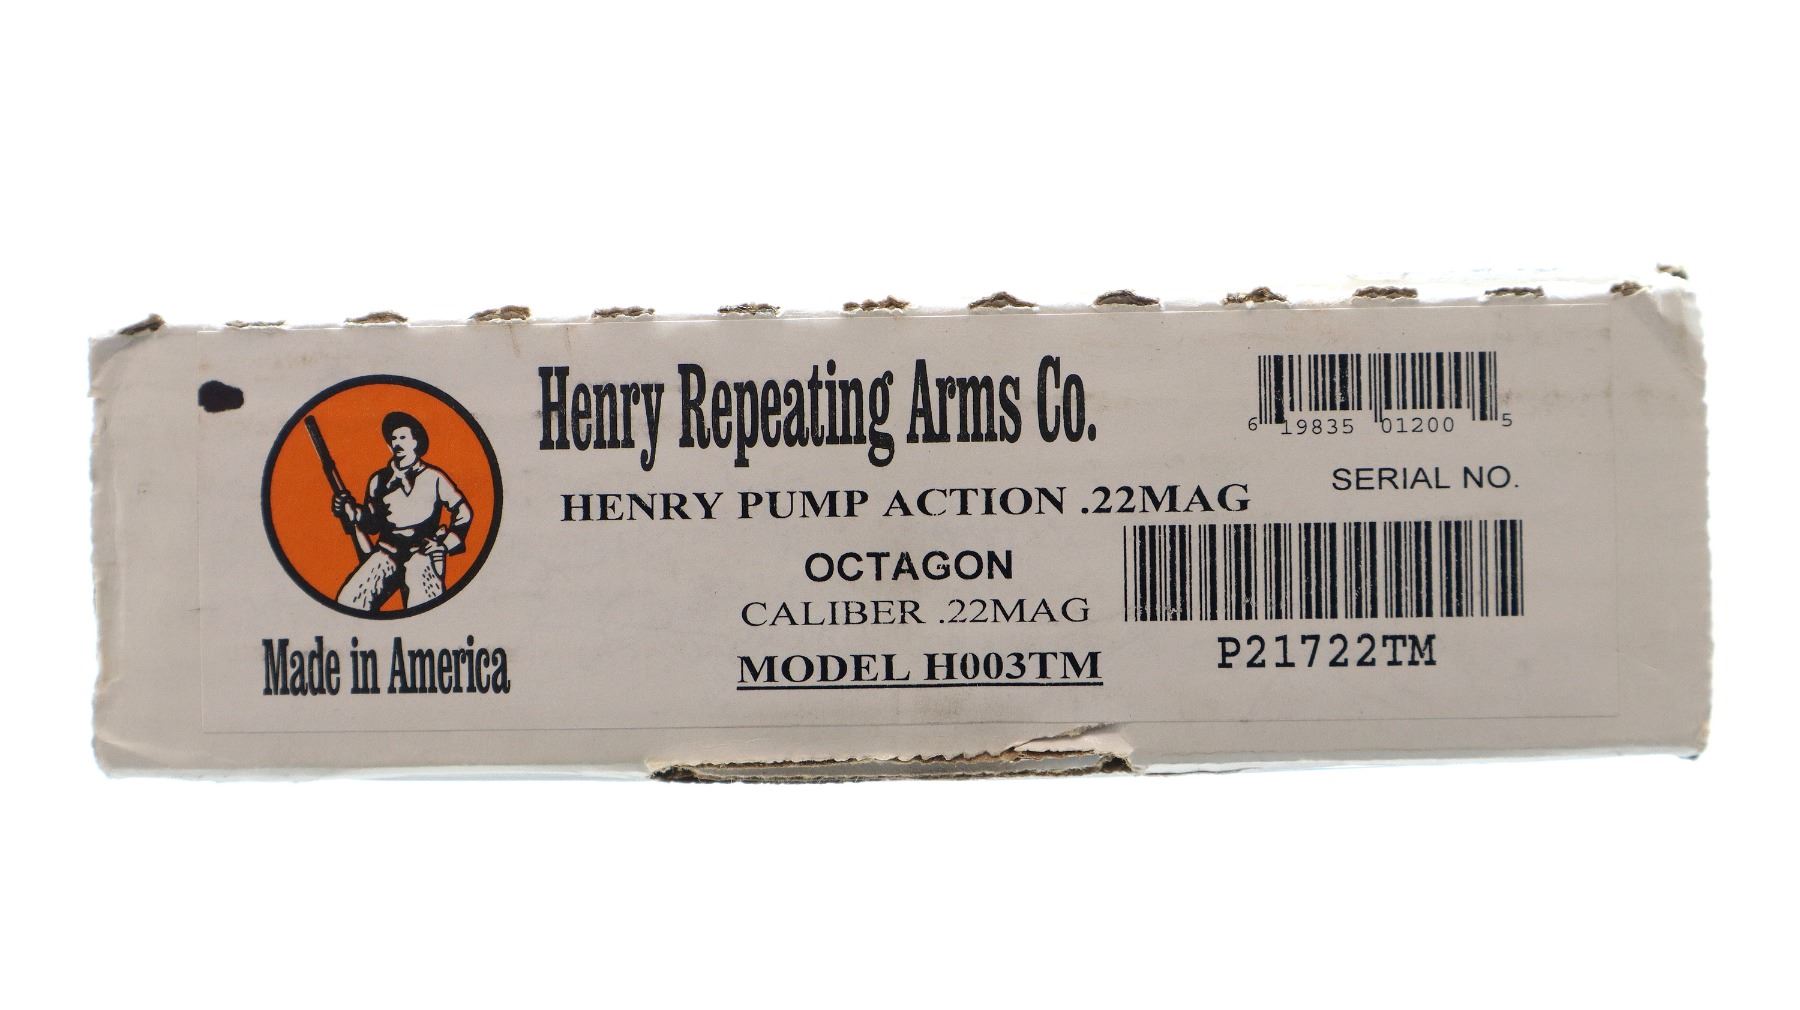 Henry Repeating Arms Co.
HENRY PUMP ACTION .22MAG
OCTAGON
CALIBER .22MAG
MODEL H003TM
Made in America
6 19835 01200 5
SERIAL NO.
P21722TM